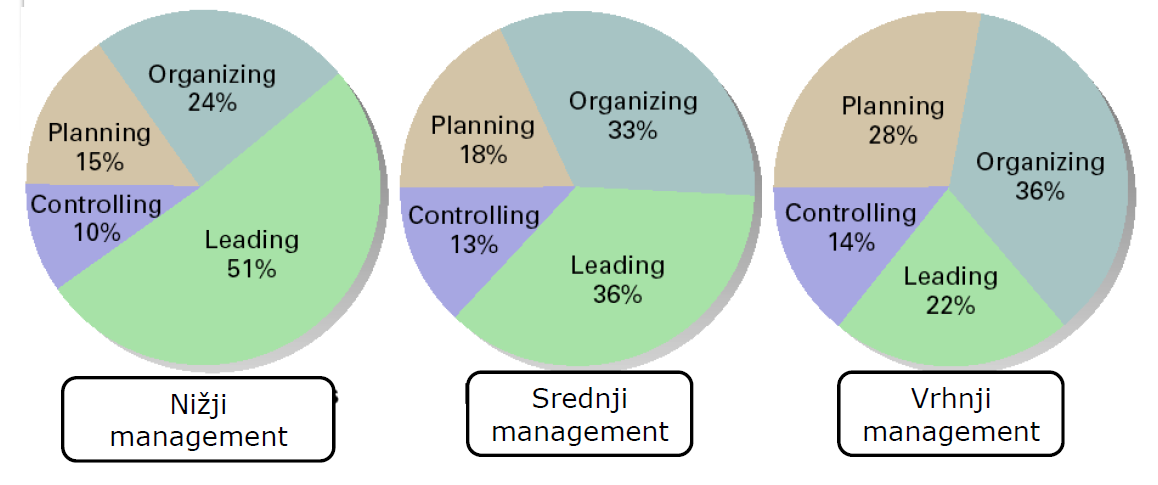 Organizing
24%
Planning
15%
Controlling
10%
Leading
51%
Nižji
management
Organizing
33%
Planning
18%
Controlling
13%
Leading
36%
Srednji
management
Planning
28%
Organizing
36%
Controlling
14%
Leading
22%
Vrhnji
management